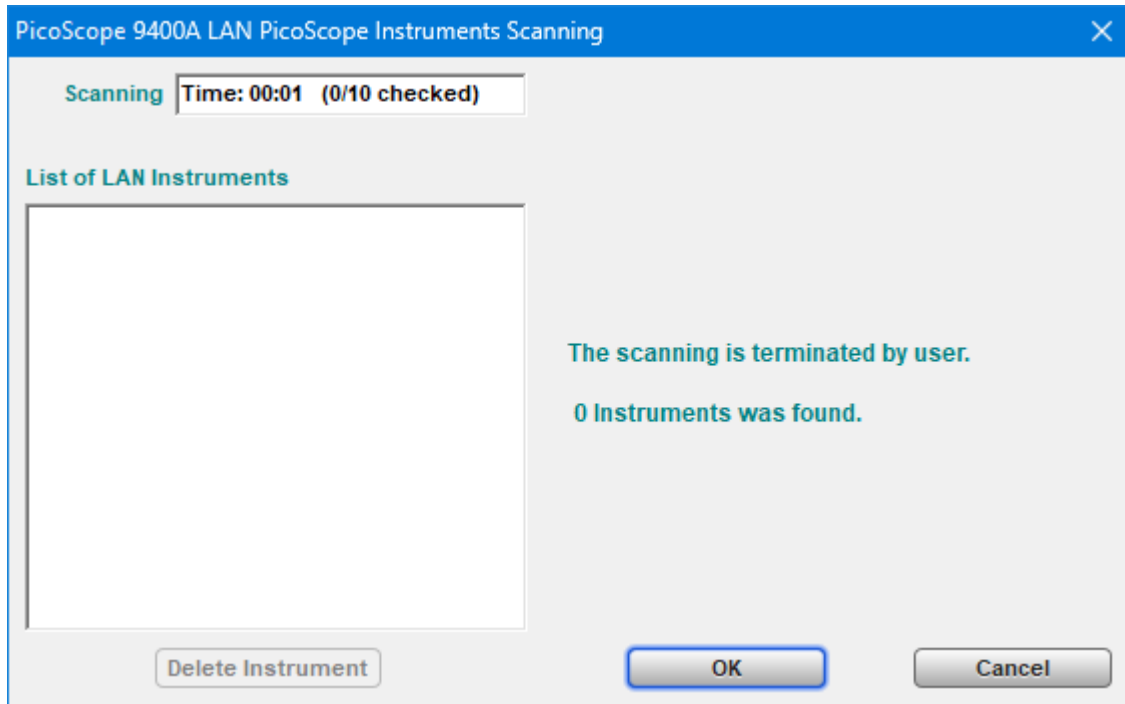 PicoScope 9400A LAN PicoScope Instruments Scanning
Scanning Time: 00:01 (0/10 checked)
List of LAN Instruments
The scanning is terminated by user.
0 Instruments was found.
Delete Instrument OK Cancel